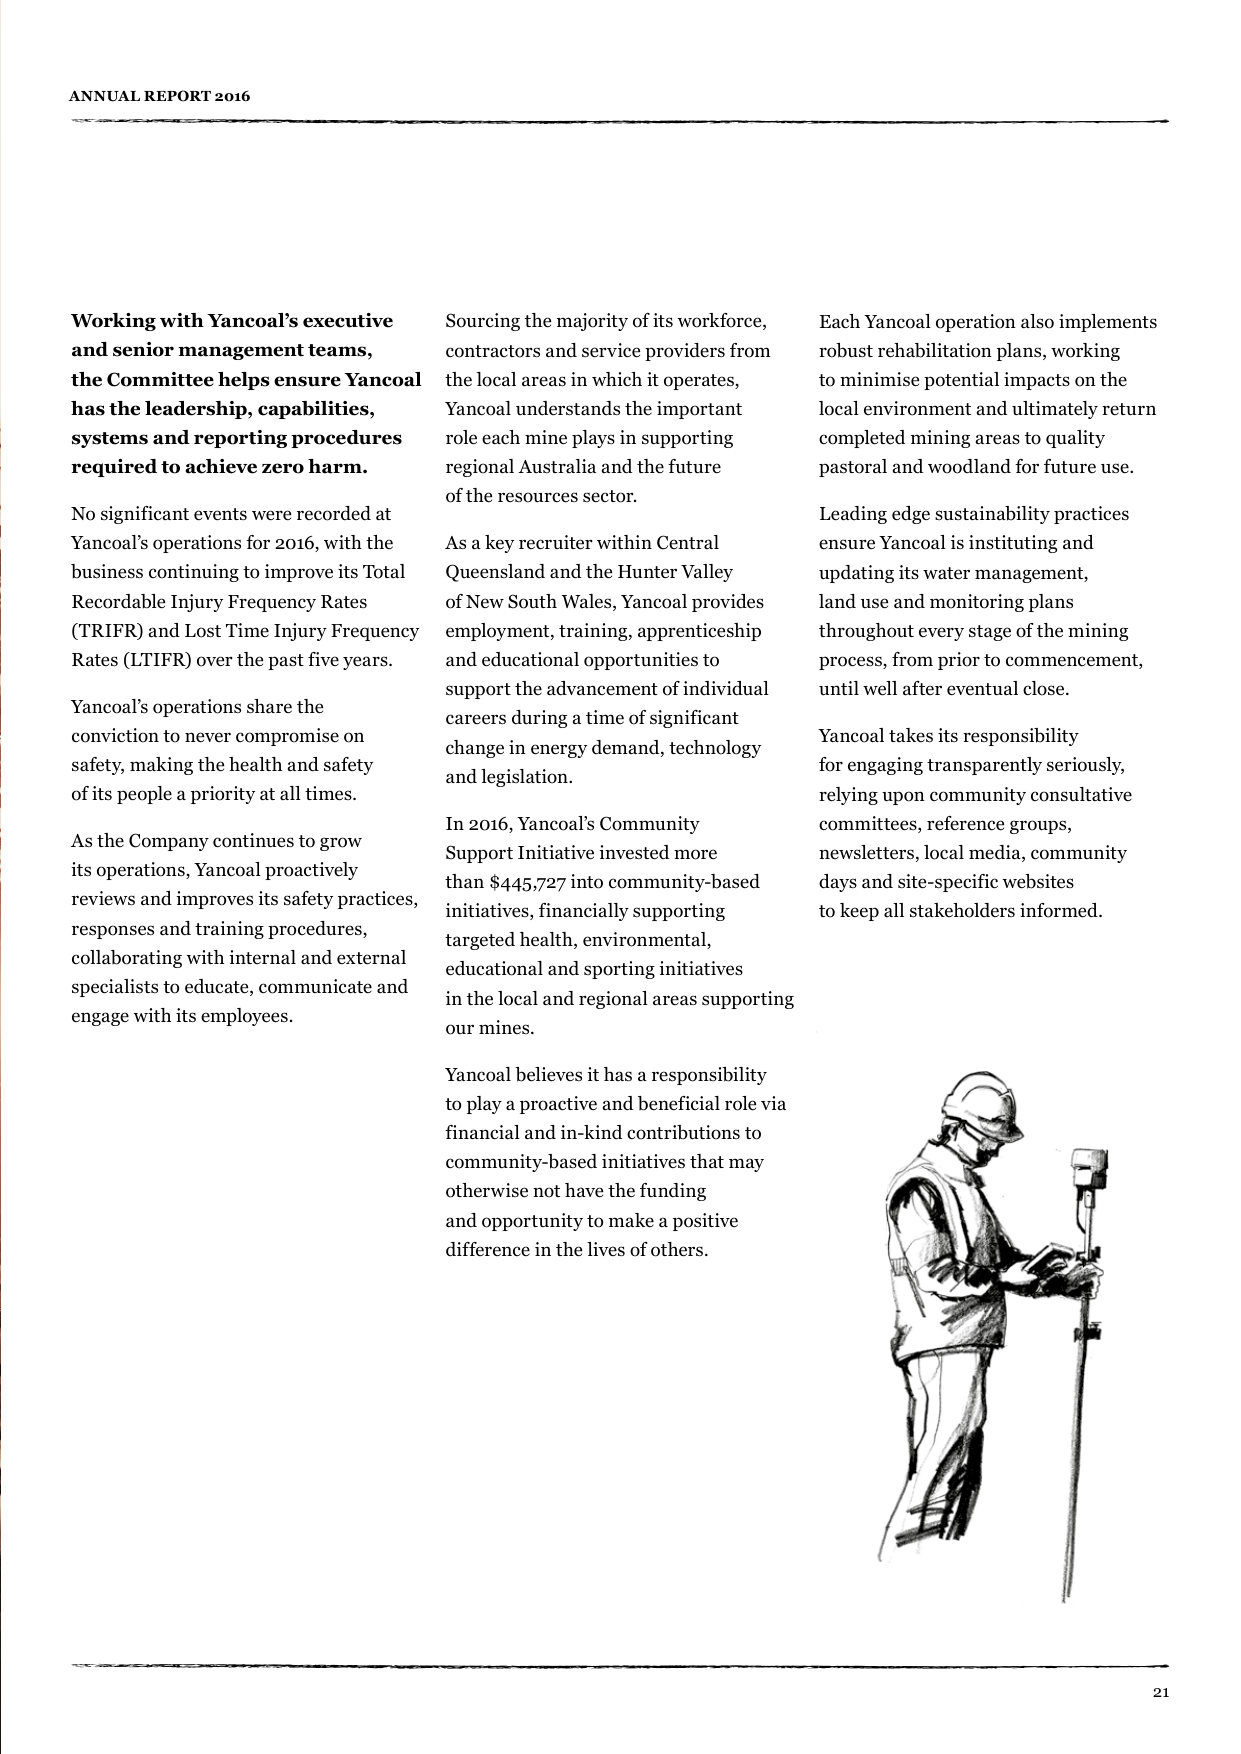 ANNUAL REPORT 2016
Working with Yancoal’s executive
and senior management teams,
the Committee helps ensure Yancoal
has the leadership, capabilities,
systems and reporting procedures
required to achieve zero harm.
No significant events were recorded at
Yancoal’s operations for 2016, with the
business continuing to improve its Total
Recordable Injury Frequency Rates
(TRIFR) and Lost Time Injury Frequency
Rates (LTIFR) over the past five years.
Yancoal’s operations share the
conviction to never compromise on
safety, making the health and safety
of its people a priority at all times.
As the Company continues to grow
its operations, Yancoal proactively
reviews and improves its safety practices,
responses and training procedures,
collaborating with internal and external
specialists to educate, communicate and
engage with its employees.
Sourcing the majority of its workforce,
contractors and service providers from
the local areas in which it operates,
Yancoal understands the important
role each mine plays in supporting
regional Australia and the future
of the resources sector.
As a key recruiter within Central
Queensland and the Hunter Valley
of New South Wales, Yancoal provides
employment, training, apprenticeship
and educational opportunities to
support the advancement of individual
careers during a time of significant
change in energy demand, technology
and legislation.
In 2016, Yancoal’s Community
Support Initiative invested more
than $445,727 into community-based
initiatives, financially supporting
targeted health, environmental,
educational and sporting initiatives
in the local and regional areas supporting
our mines.
Yancoal believes it has a responsibility
to play a proactive and beneficial role via
financial and in-kind contributions to
community-based initiatives that may
otherwise not have the funding
and opportunity to make a positive
difference in the lives of others.
Each Yancoal operation also implements
robust rehabilitation plans, working
to minimise potential impacts on the
local environment and ultimately return
completed mining areas to quality
pastoral and woodland for future use.
Leading edge sustainability practices
ensure Yancoal is instituting and
updating its water management,
land use and monitoring plans
throughout every stage of the mining
process, from prior to commencement,
until well after eventual close.
Yancoal takes its responsibility
for engaging transparently seriously,
relying upon community consultative
committees, reference groups,
newsletters, local media, community
days and site-specific websites
to keep all stakeholders informed.
21